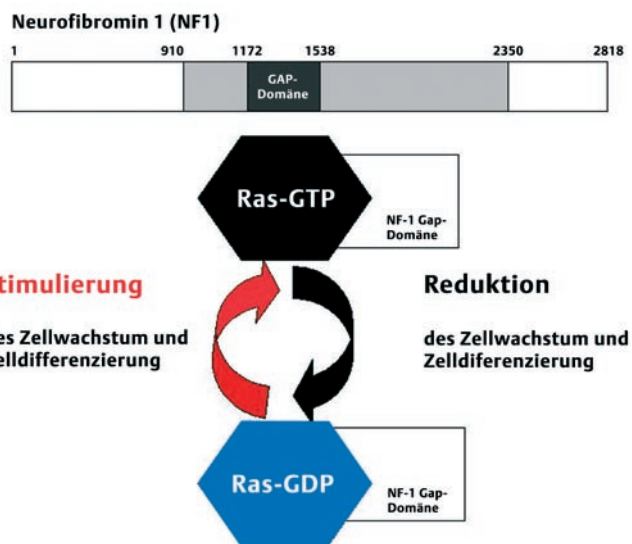 Neurofibromin 1 (NF1)
1 910 1172 1538 2350 2818
GAP-
Domäne
Ras-GTP
NF-1 Gap-
Domäne
timulierung
es Zellwachstum und
elldifferenzierung
Reduktion
des Zellwachstum und
Zelldiferenzierung
Ras-GDP
NF-1 Gap-
Domäne